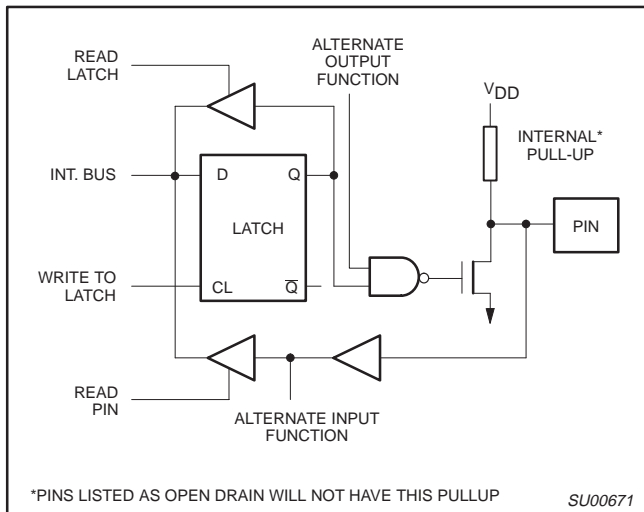 READ
LATCH
ALTERNATE
OUTPUT
FUNCTION
VDD
INTERNAL*
PULL-UP
INT. BUS
D
Q
PIN
LATCH
WRITE TO
LATCH
CL
Q̅
READ
PIN
ALTERNATE INPUT
FUNCTION
*PINS LISTED AS OPEN DRAIN WILL NOT HAVE THIS PULLUP
SU00671